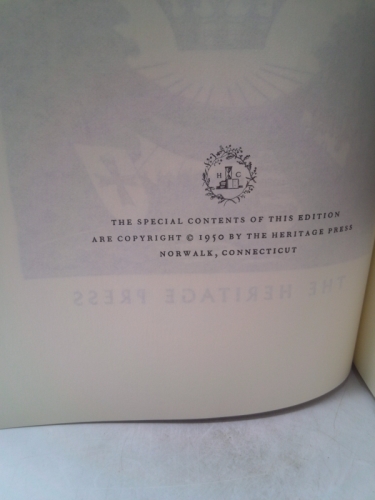 H C
THE SPECIAL CONTENTS OF THIS EDITION
ARE COPYRIGHT © 1950 BY THE HERITAGE PRESS
NORWALK, CONNECTICUT
THE HERITAGE PRESS